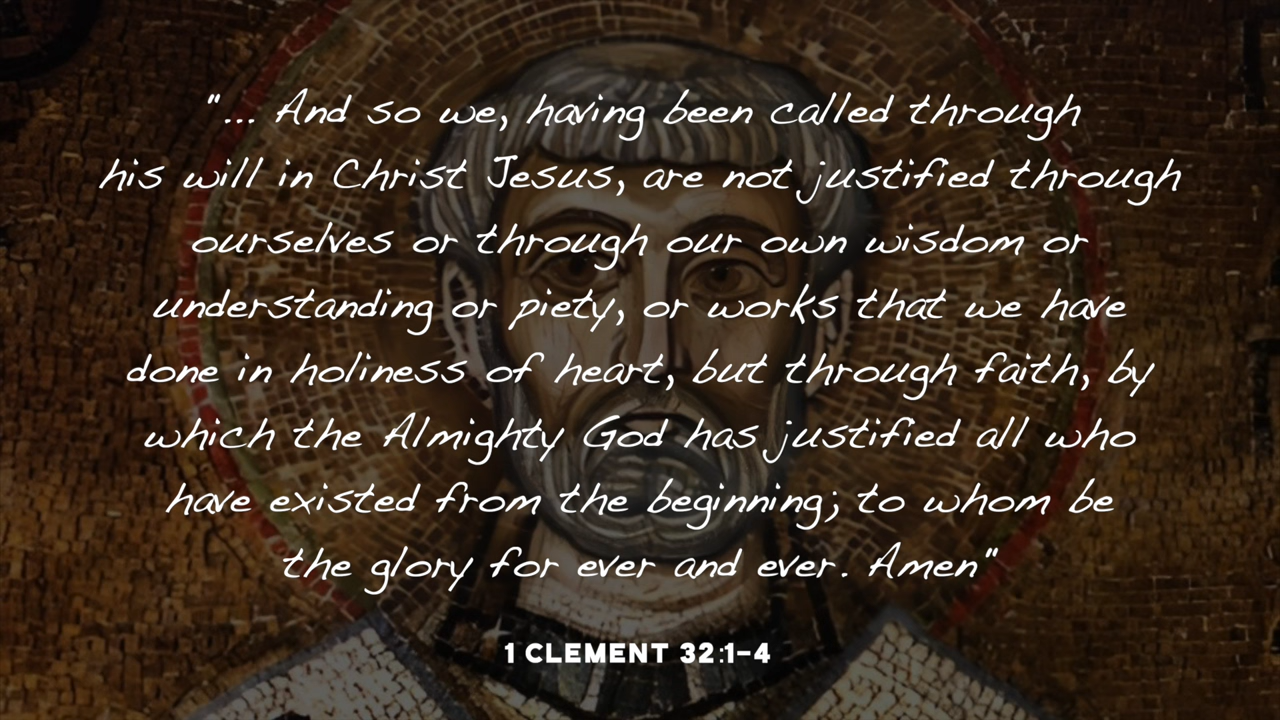 "... And so we, having been called through
his will in Christ Jesus, are not justified through
ourselves or through our own wisdom or
understanding or piety, or works that we have
done in holiness of heart, but through faith, by
which the Almighty God has justified all who
have existed from the beginning; to whom be
the glory for ever and ever. Amen"
1 CLEMENT 32:1-4